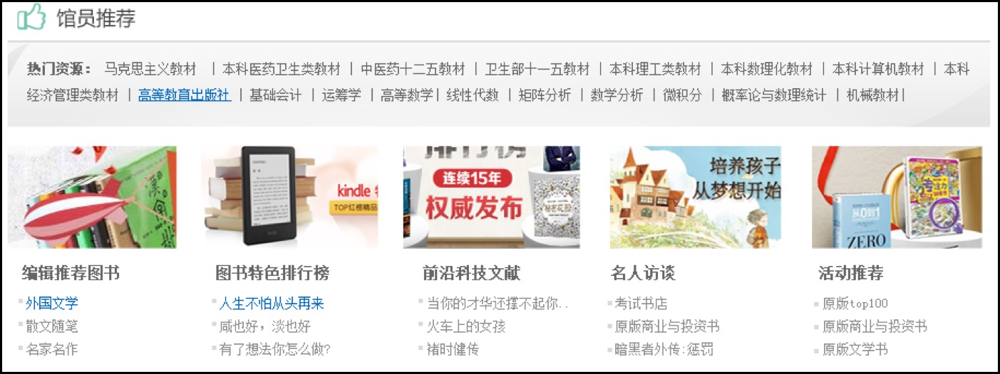 馆员推荐
热门资源： 马克思主义教材 | 本科医药卫生类教材 | 中医药十二五教材 | 卫生部十一五教材 | 本科理工类教材 | 本科数理化教材 | 本科计算机教材 | 本科
经济管理类教材 | 高等教育出版社 | 基础会计 | 运筹学 | 高等数学| 线性代数 | 矩阵分析 | 数学分析 | 微积分 | 概率论与数理统计 | 机械教材|
kindle
TOP红榜精品
连续15年
权威发布
秘密花园
培养孩子
从梦想开始
专注力
从0到1
ZERO
编辑推荐图书
图书特色排行榜
前沿科技文献
名人访谈
活动推荐
外国文学
人生不怕从头再来
当你的才华还撑不起你..
考试书店
原版top100
散文随笔
咸也好，淡也好
火车上的女孩
原版商业与投资书
原版商业与投资书
名家名作
有了想法你怎么做?
褚时健传
暗黑者外传:惩罚
原版文学书